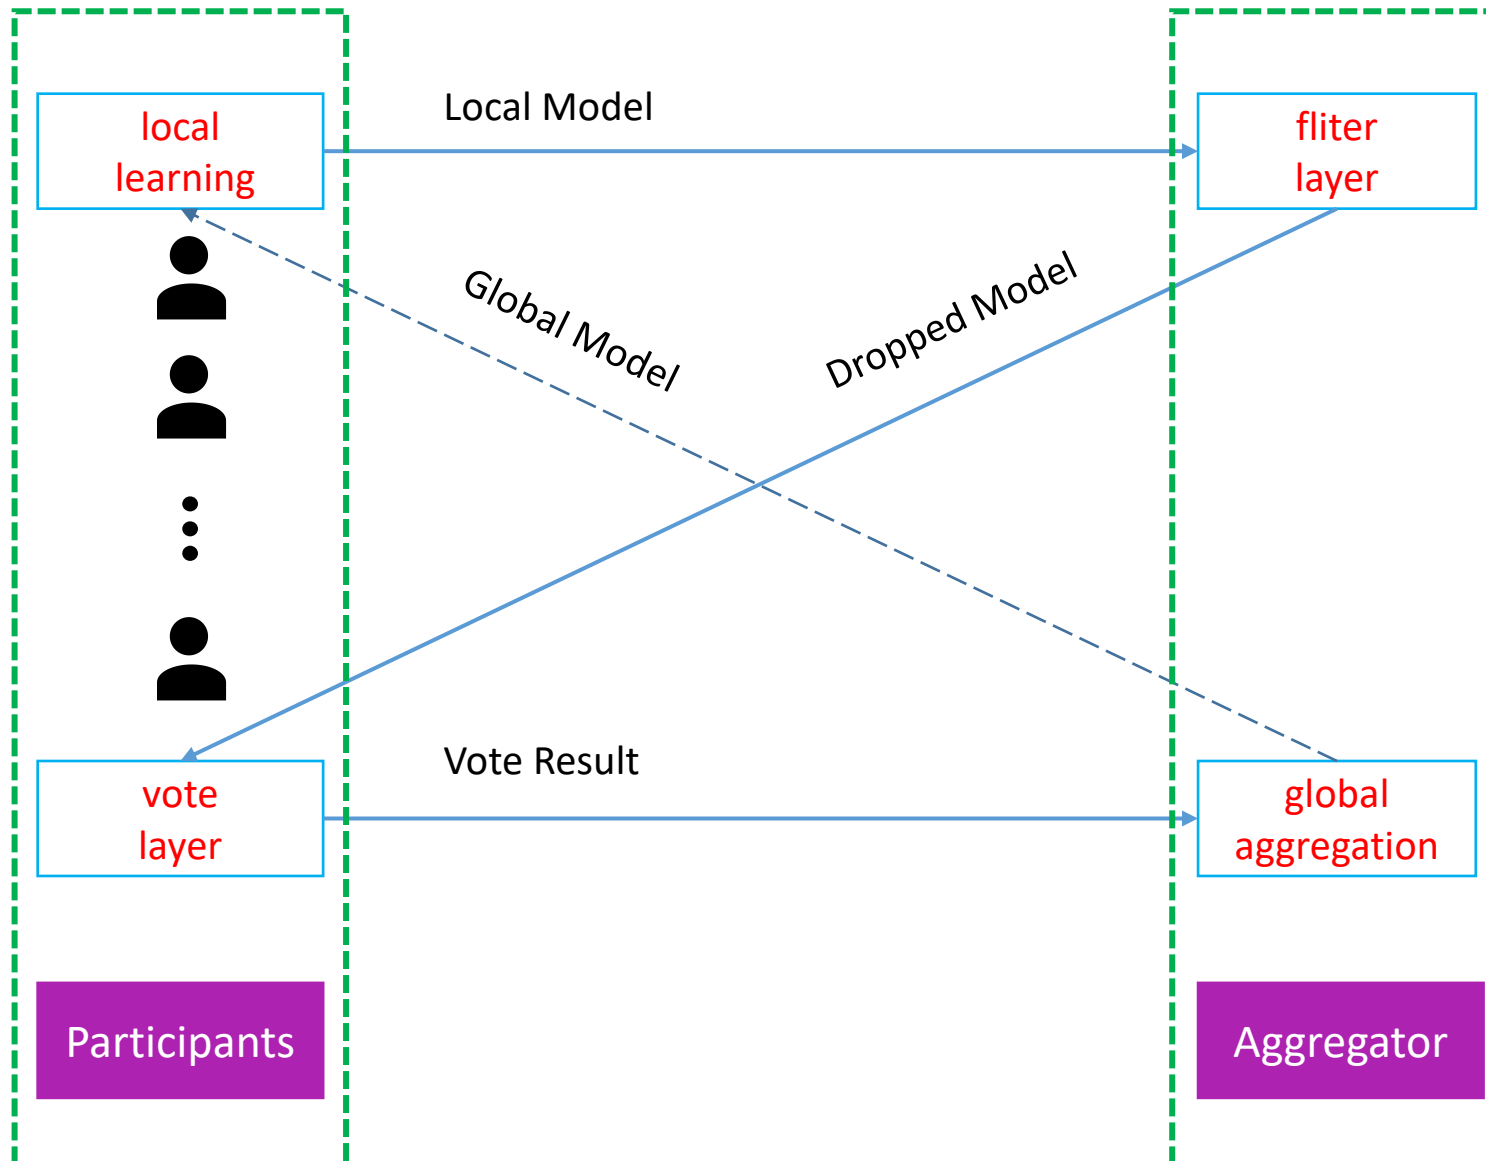 local
learning
Local Model
fliter
layer
Global Model
Dropped Model
vote
layer
Vote Result
global
aggregation
Participants
Aggregator